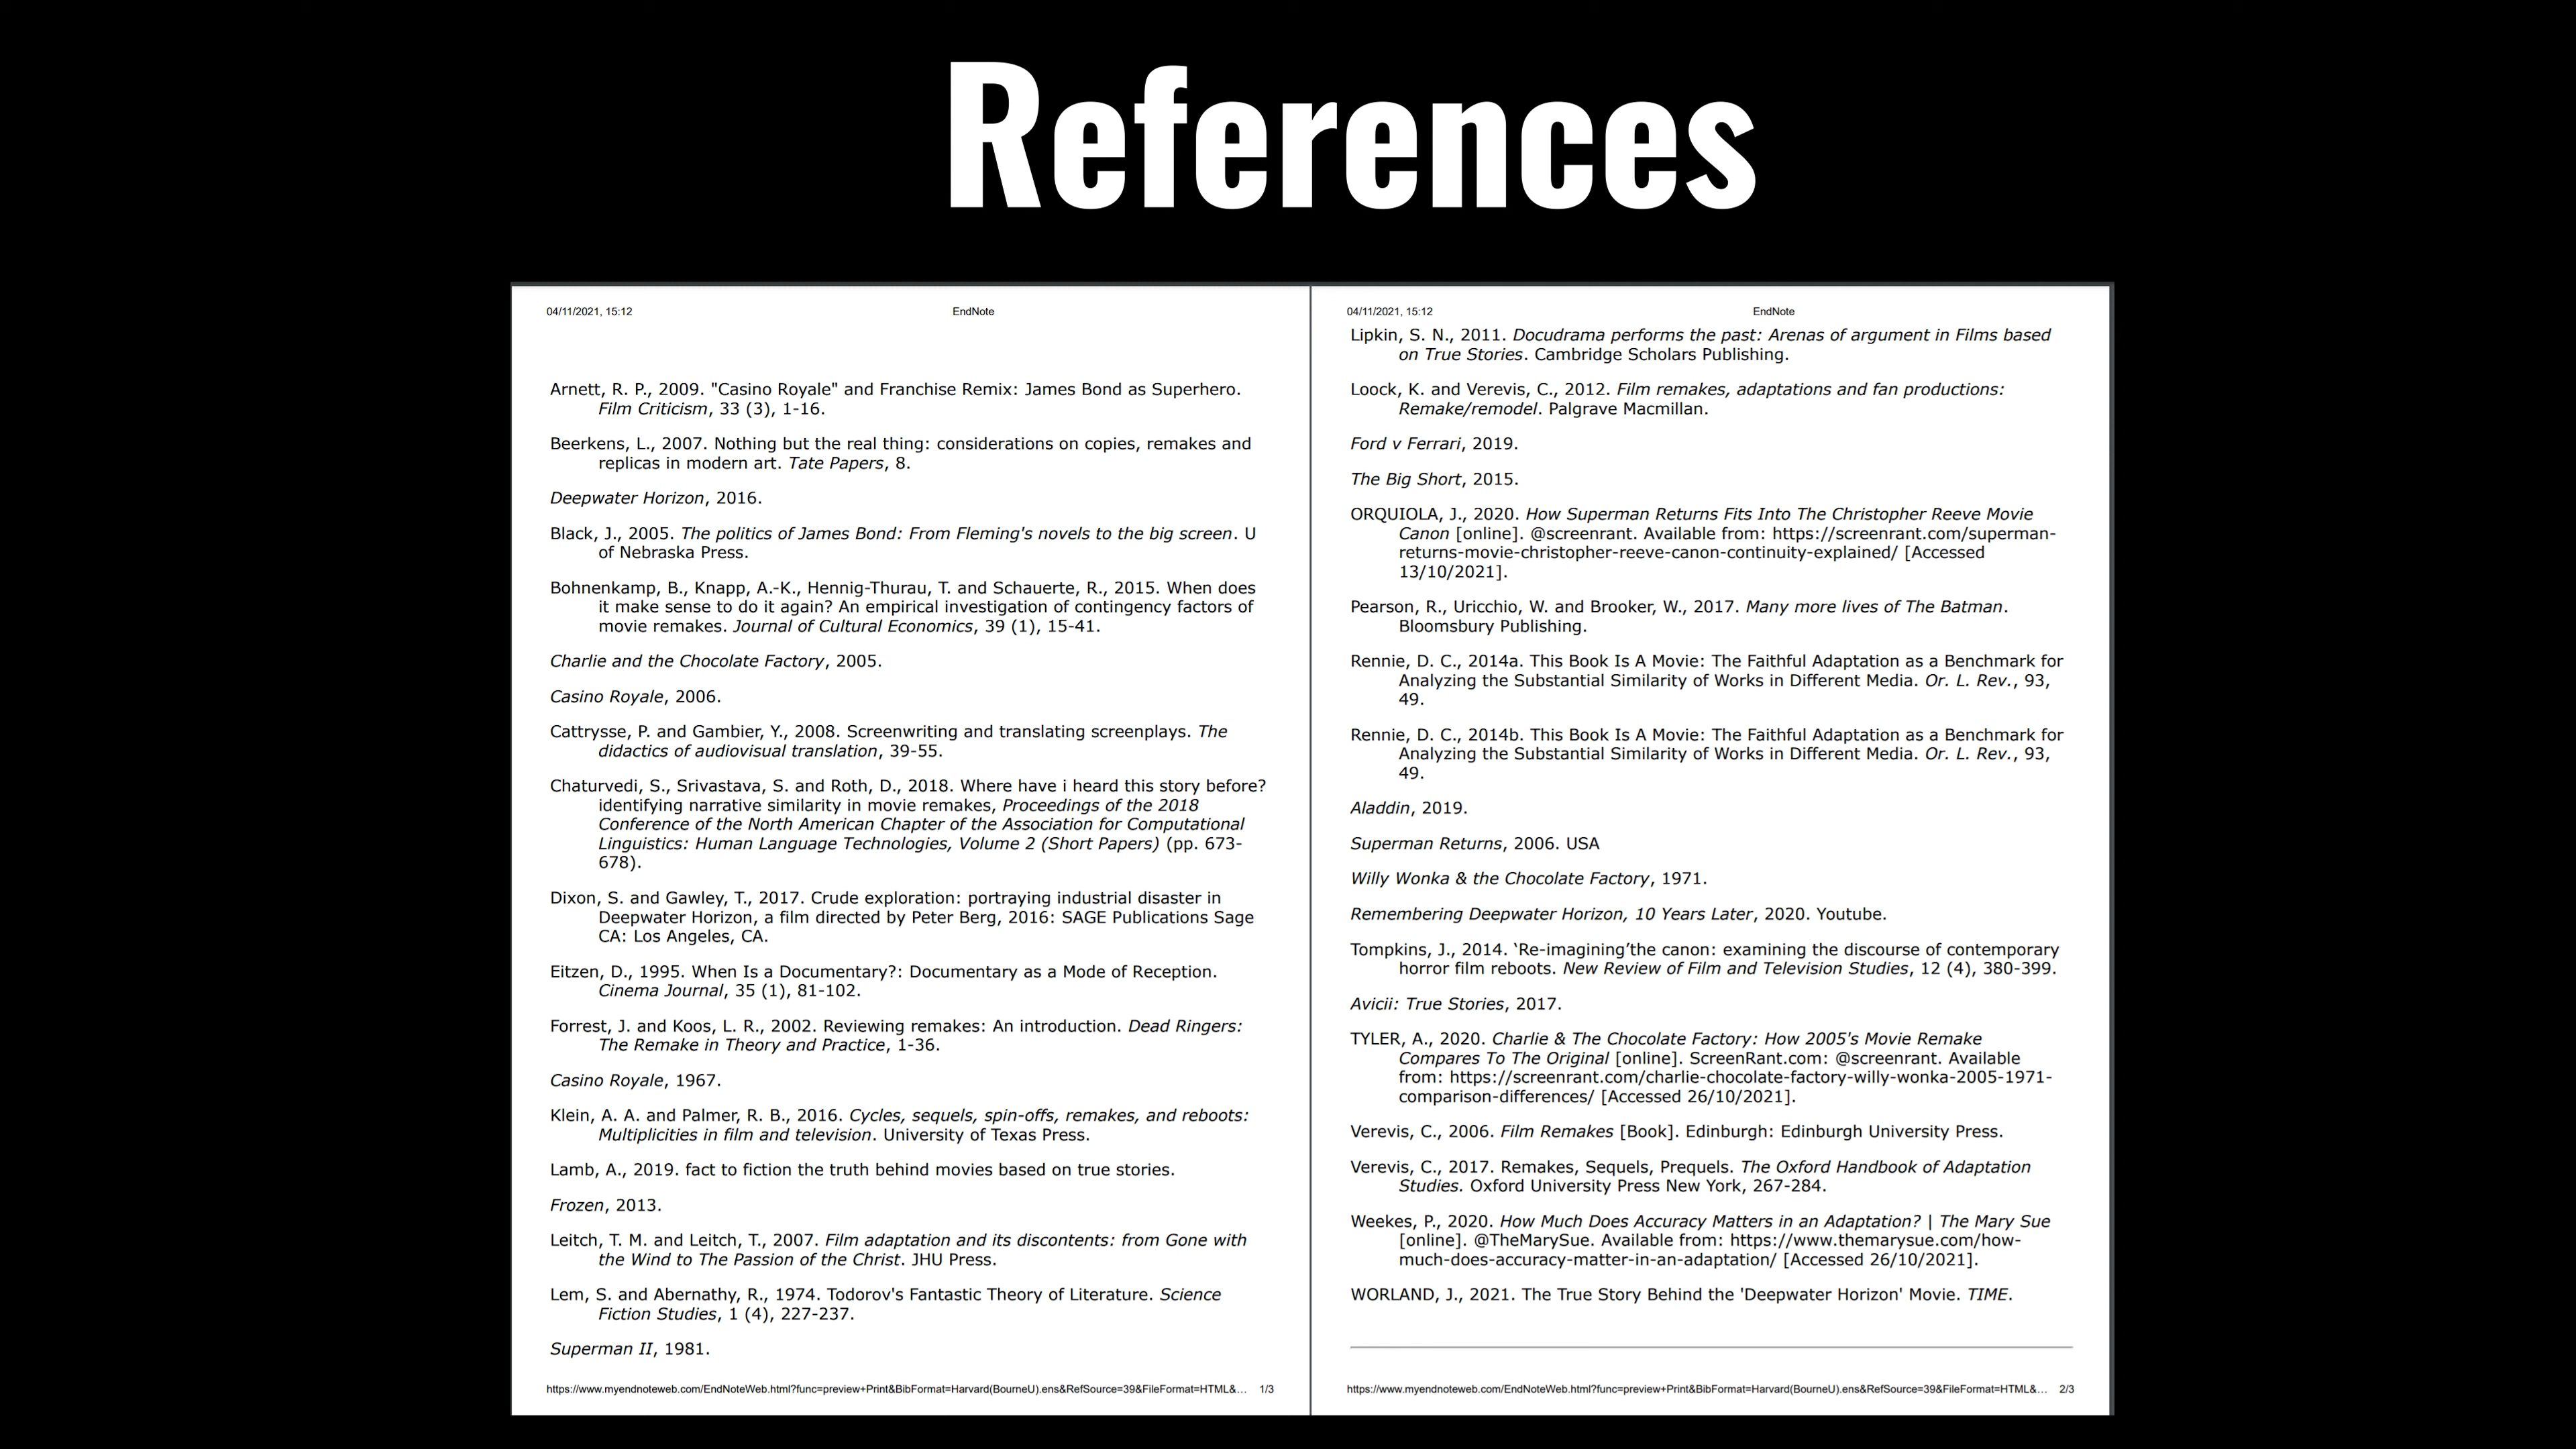 References
04/11/2021, 15:12
EndNote
Arnett, R. P., 2009. "Casino Royale" and Franchise Remix: James Bond as Superhero.
Film Criticism, 33 (3), 1-16.
Beerkens, L., 2007. Nothing but the real thing: considerations on copies, remakes and
replicas in modern art. Tate Papers, 8.
Deepwater Horizon, 2016.
Black, J., 2005. The politics of James Bond: From Fleming's novels to the big screen. U
of Nebraska Press.
Bohnenkamp, B., Knapp, A.-K., Hennig-Thurau, T. and Schauerte, R., 2015. When does
it make sense to do it again? An empirical investigation of contingency factors of
movie remakes. Journal of Cultural Economics, 39 (1), 15-41.
Charlie and the Chocolate Factory, 2005.
Casino Royale, 2006.
Cattrysse, P. and Gambier, Y., 2008. Screenwriting and translating screenplays. The
didactics of audiovisual translation, 39-55.
Chaturvedi, S., Srivastava, S. and Roth, D., 2018. Where have i heard this story before?
identifying narrative similarity in movie remakes, Proceedings of the 2018
Conference of the North American Chapter of the Association for Computational
Linguistics: Human Language Technologies, Volume 2 (Short Papers) (pp. 673-
678).
Dixon, S. and Gawley, T., 2017. Crude exploration: portraying industrial disaster in
Deepwater Horizon, a film directed by Peter Berg, 2016: SAGE Publications Sage
CA: Los Angeles, CA.
Eitzen, D., 1995. When Is a Documentary?: Documentary as a Mode of Reception.
Cinema Journal, 35 (1), 81-102.
Forrest, J. and Koos, L. R., 2002. Reviewing remakes: An introduction. Dead Ringers:
The Remake in Theory and Practice, 1-36.
Casino Royale, 1967.
Klein, A. A. and Palmer, R. B., 2016. Cycles, sequels, spin-offs, remakes, and reboots:
Multiplicities in film and television. University of Texas Press.
Lamb, A., 2019. fact to fiction the truth behind movies based on true stories.
Frozen, 2013.
Leitch, T. M. and Leitch, T., 2007. Film adaptation and its discontents: from Gone with
the Wind to The Passion of the Christ. JHU Press.
Lem, S. and Abernathy, R., 1974. Todorov's Fantastic Theory of Literature. Science
Fiction Studies, 1 (4), 227-237.
Superman II, 1981.
https://www.myendnoteweb.com/EndNoteWeb.html?func=preview+Print&BibFormat=Harvard(BourneU).ens&RefSource=39&FileFormat=HTML&… 1/3
04/11/2021, 15:12
EndNote
Lipkin, S. N., 2011. Docudrama performs the past: Arenas of argument in Films based
on True Stories. Cambridge Scholars Publishing.
Loock, K. and Verevis, C., 2012. Film remakes, adaptations and fan productions:
Remake/remodel. Palgrave Macmillan.
Ford v Ferrari, 2019.
The Big Short, 2015.
ORQUIOLA, J., 2020. How Superman Returns Fits Into The Christopher Reeve Movie
Canon [online]. @screenrant. Available from: https://screenrant.com/superman-
returns-movie-christopher-reeve-canon-continuity-explained/ [Accessed
13/10/2021].
Pearson, R., Uricchio, W. and Brooker, W., 2017. Many more lives of The Batman.
Bloomsbury Publishing.
Rennie, D. C., 2014a. This Book Is A Movie: The Faithful Adaptation as a Benchmark for
Analyzing the Substantial Similarity of Works in Different Media. Or. L. Rev., 93,
49.
Rennie, D. C., 2014b. This Book Is A Movie: The Faithful Adaptation as a Benchmark for
Analyzing the Substantial Similarity of Works in Different Media. Or. L. Rev., 93,
49.
Aladdin, 2019.
Superman Returns, 2006. USA
Willy Wonka & the Chocolate Factory, 1971.
Remembering Deepwater Horizon, 10 Years Later, 2020. Youtube.
Tompkins, J., 2014. ‘Re-imagining’the canon: examining the discourse of contemporary
horror film reboots. New Review of Film and Television Studies, 12 (4), 380-399.
Avicii: True Stories, 2017.
TYLER, A., 2020. Charlie & The Chocolate Factory: How 2005's Movie Remake
Compares To The Original [online]. ScreenRant.com: @screenrant. Available
from: https://screenrant.com/charlie-chocolate-factory-willy-wonka-2005-1971-
comparison-differences/ [Accessed 26/10/2021].
Verevis, C., 2006. Film Remakes [Book]. Edinburgh: Edinburgh University Press.
Verevis, C., 2017. Remakes, Sequels, Prequels. The Oxford Handbook of Adaptation
Studies. Oxford University Press New York, 267-284.
Weekes, P., 2020. How Much Does Accuracy Matters in an Adaptation? | The Mary Sue
[online]. @TheMarySue. Available from: https://www.themarysue.com/how-
much-does-accuracy-matter-in-an-adaptation/ [Accessed 26/10/2021].
WORLAND, J., 2021. The True Story Behind the 'Deepwater Horizon' Movie. TIME.
https://www.myendnoteweb.com/EndNoteWeb.html?func=preview+Print&BibFormat=Harvard(BourneU).ens&RefSource=39&FileFormat=HTML&… 2/3